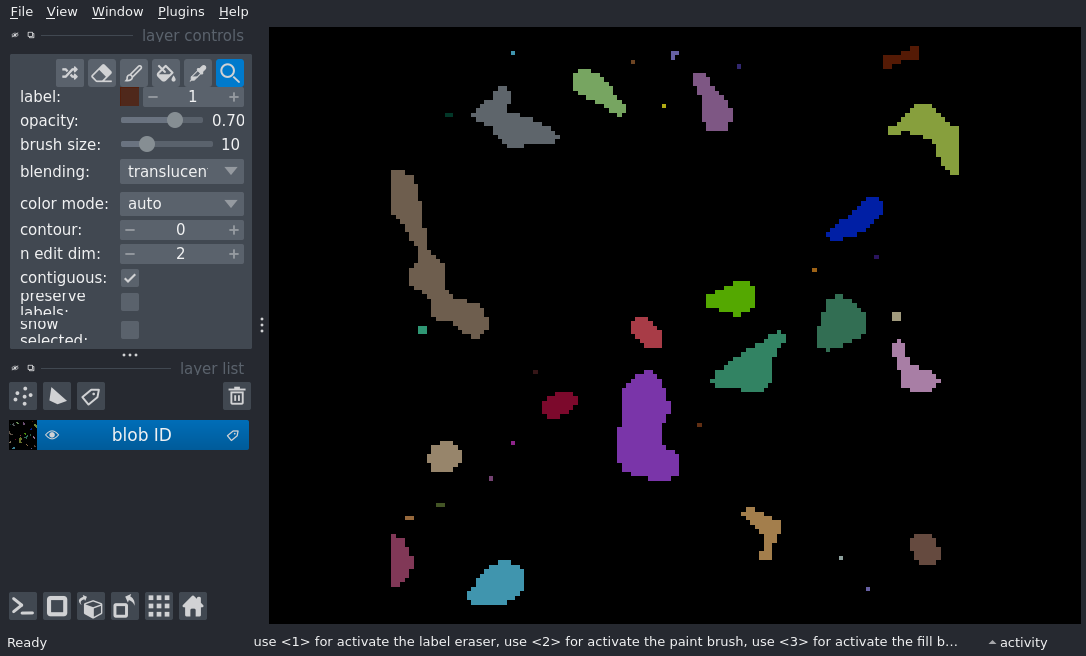 File View Window Plugins Help
layer controls
label: 1
opacity: 0.70
brush size: 10
blending: translucen
color mode: auto
contour: 0
n edit dim: 2
contiguous:
preserve
labels:
show
selected:
layer list
blob ID
Ready
use <1> for activate the label eraser, use <2> for activate the paint brush, use <3> for activate the fill b...
activity